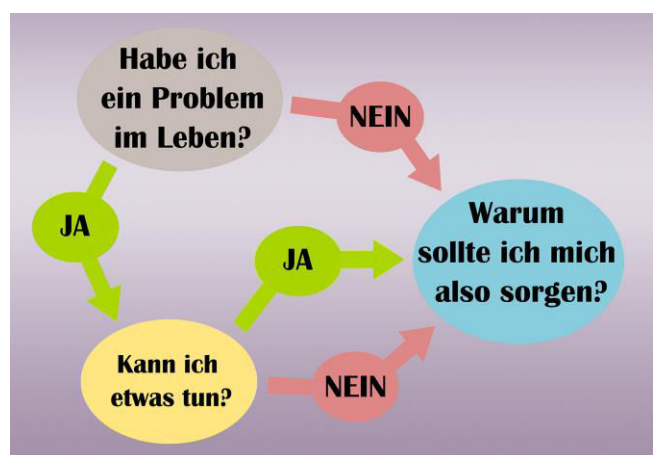 Habe ich
ein Problem
im Leben?
NEIN
JA
Warum
sollte ich mich
also sorgen?
JA
Kann ich
etwas tun?
NEIN